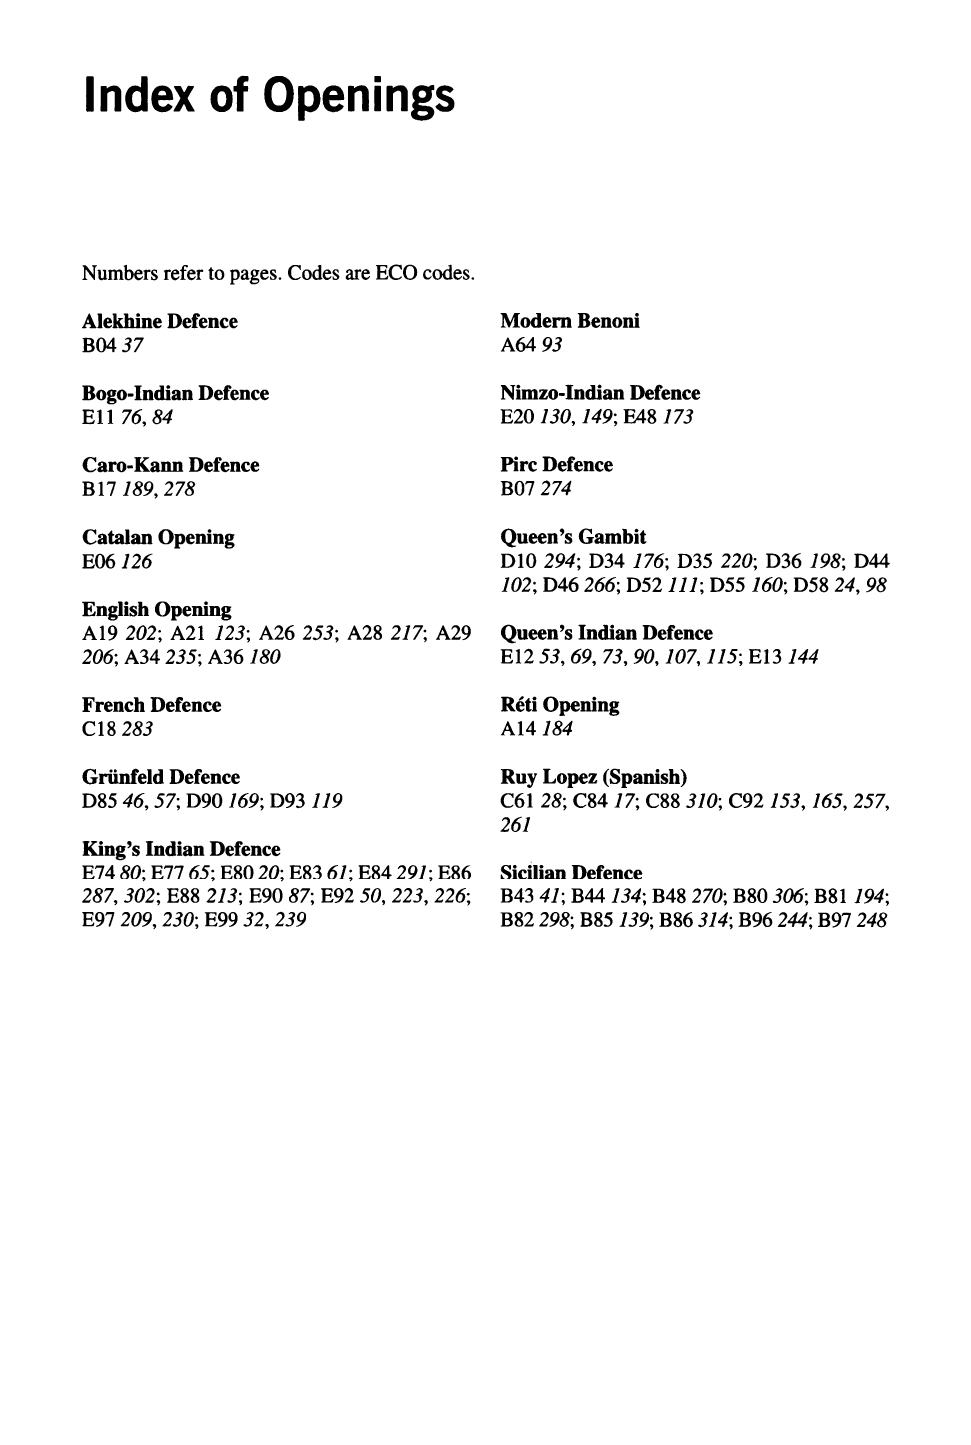 Index of Openings
Numbers refer to pages. Codes are ECO codes.
Alekhine Defence
B04 37
Bogo-Indian Defence
E11 76, 84
Caro-Kann Defence
B17 189, 278
Catalan Opening
E06 126
English Opening
A19 202; A21 123; A26 253; A28 217; A29
206; A34 235; A36 180
French Defence
C18 283
Grünfeld Defence
D85 46, 57; D90 169; D93 119
King's Indian Defence
E74 80; E77 65; E80 20; E83 61; E84 291; E86
287, 302; E88 213; E90 87; E92 50, 223, 226;
E97 209, 230; E99 32, 239
Modern Benoni
A64 93
Nimzo-Indian Defence
E20 130, 149; E48 173
Pirc Defence
B07 274
Queen's Gambit
D10 294; D34 176; D35 220; D36 198; D44
102; D46 266; D52 111; D55 160; D58 24, 98
Queen's Indian Defence
E12 53, 69, 73, 90, 107, 115; E13 144
Réti Opening
A14 184
Ruy Lopez (Spanish)
C61 28; C84 17; C88 310; C92 153, 165, 257,
261
Sicilian Defence
B43 41; B44 134; B48 270; B80 306; B81 194;
B82 298; B85 139; B86 314; B96 244; B97 248